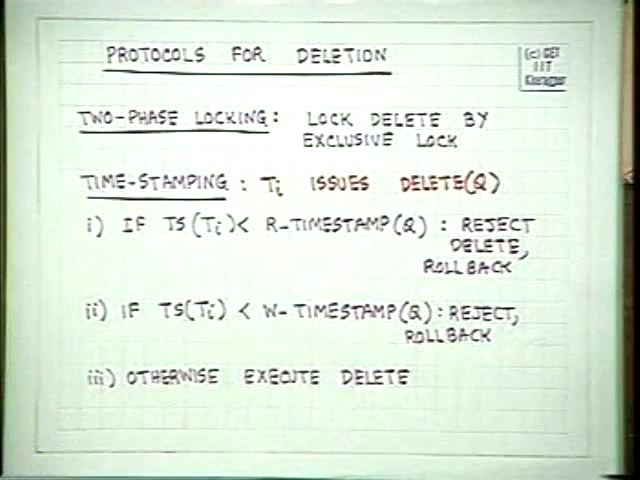 PROTOCOLS FOR DELETION
(c) CET
IIT
Kharagpur
TWO-PHASE LOCKING: LOCK DELETE BY
EXCLUSIVE LOCK
TIME-STAMPING: Ti ISSUES DELETE(Q)
i) IF TS(Ti) < R-TIMESTAMP(Q): REJECT
DELETE,
ROLLBACK
ii) IF TS(Ti) < W-TIMESTAMP(Q): REJECT,
ROLLBACK
iii) OTHERWISE EXECUTE DELETE